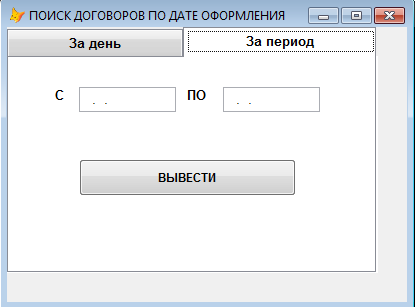 ПОИСК ДОГОВОРОВ ПО ДАТЕ ОФОРМЛЕНИЯ
За день За период
С . . ПО . .
ВЫВЕСТИ